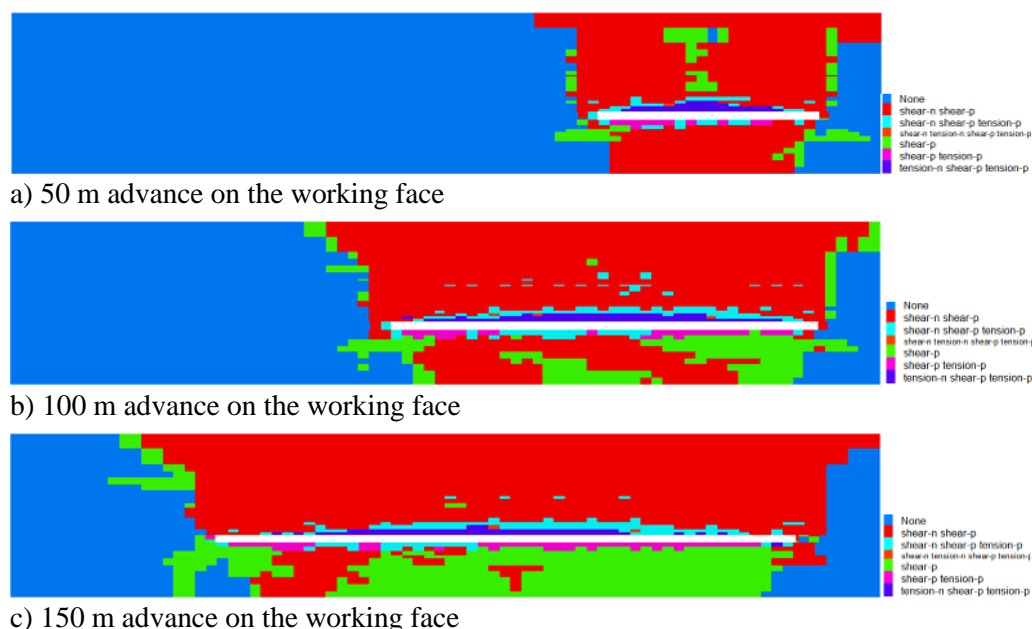 None
shear-n shear-p
shear-n shear-p tension-p
shear-n tension-n shear-p tension-p
shear-p
shear-p tension-p
tension-n shear-p tension-p
a) 50 m advance on the working face
None
shear-n shear-p
shear-n shear-p tension-p
shear-n tension-n shear-p tension-p
shear-p
shear-p tension-p
tension-n shear-p tension-p
b) 100 m advance on the working face
None
shear-n shear-p
shear-n shear-p tension-p
shear-n tension-n shear-p tension-p
shear-p
shear-p tension-p
tension-n shear-p tension-p
c) 150 m advance on the working face